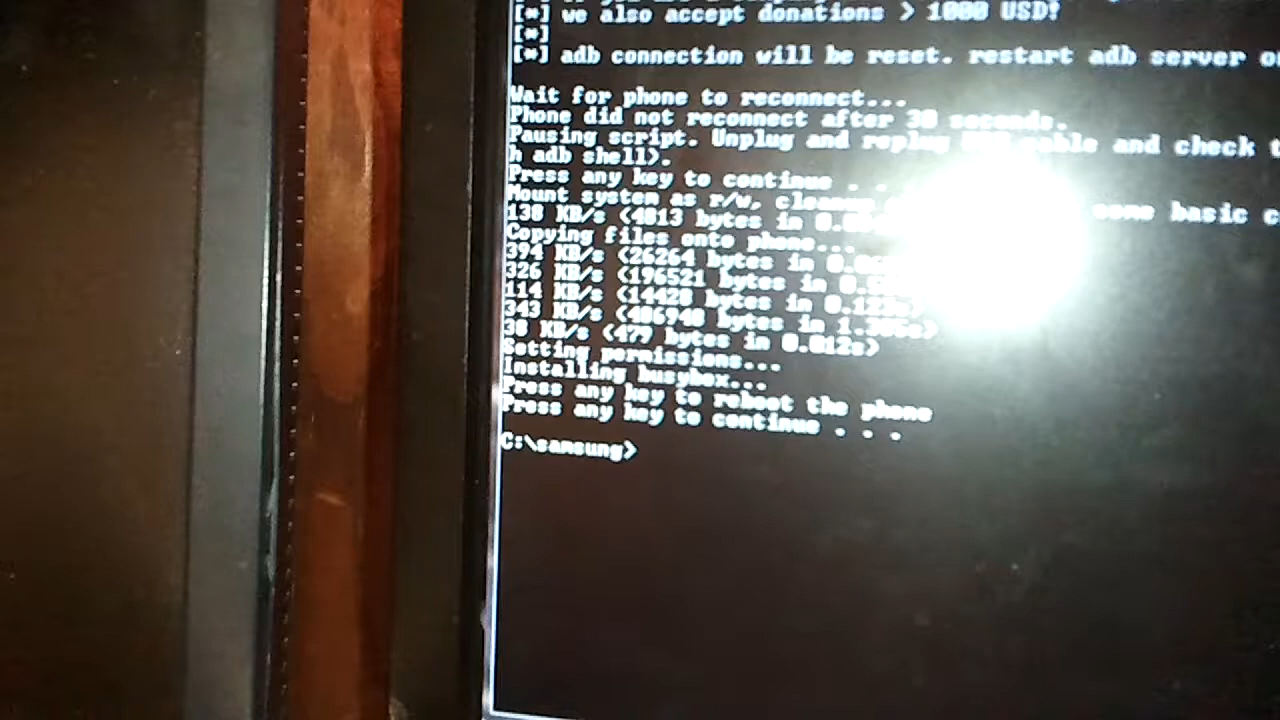 [*] we also accept donations > 1000 USD!
[*]
[*] adb connection will be reset. restart adb server
Wait for phone to reconnect...
Phone did not reconnect after 30 seconds.
Pausing script. Unplug and replug and check
h adb shell).
Press any key to continue . . .
Mount system as r/w, some basic
138 KB/s (4813 bytes in
Copying files onto phone...
394 KB/s (26264 bytes in
326 KB/s (196521 bytes in
114 KB/s (14428 bytes in
343 KB/s (486940 bytes in
38 KB/s (479 bytes in 0.012s)
Setting permissions...
Installing busybox...
Press any key to reboot the phone
Press any key to continue . . .
C:\samsung>